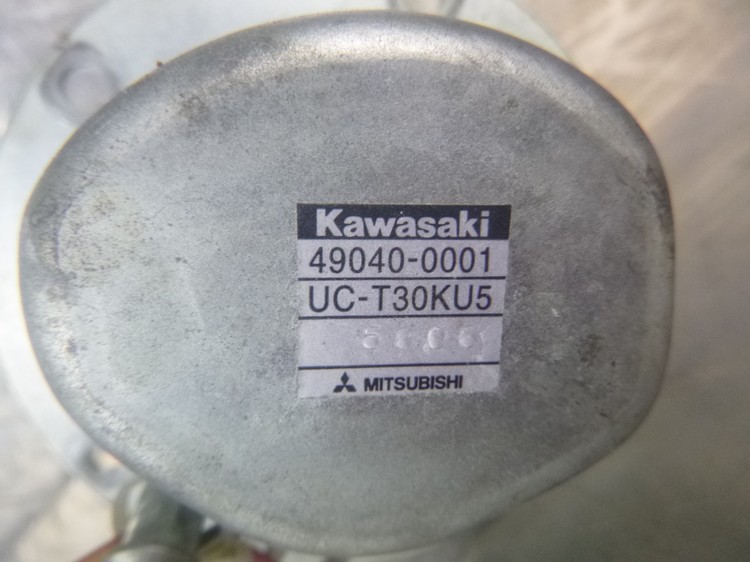 Kawasaki
49040-0001
UC-T30KU5
MITSUBISHI